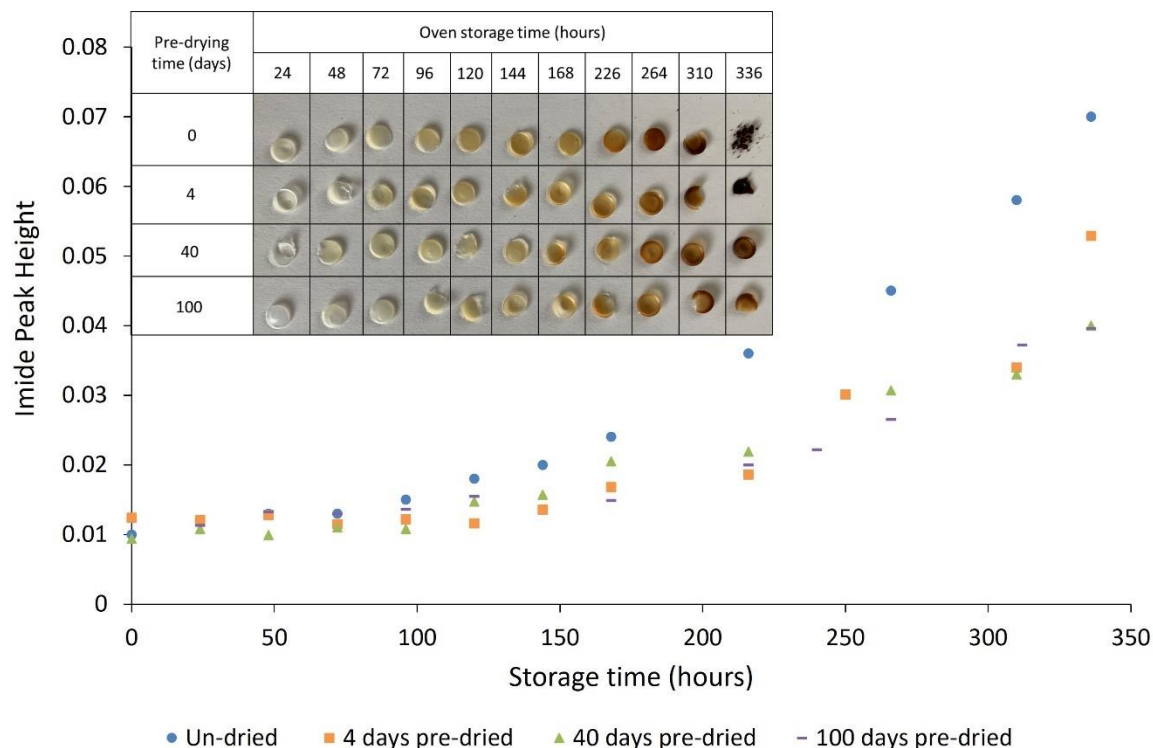 0.08
0.07
0.06
0.05
0.04
0.03
0.02
0.01
0
Imide Peak Height
Pre-drying time (days)
Oven storage time (hours)
24 48 72 96 120 144 168 226 264 310 336
0
4
40
100
0 50 100 150 200 250 300 350
Storage time (hours)
Un-dried 4 days pre-dried 40 days pre-dried 100 days pre-dried